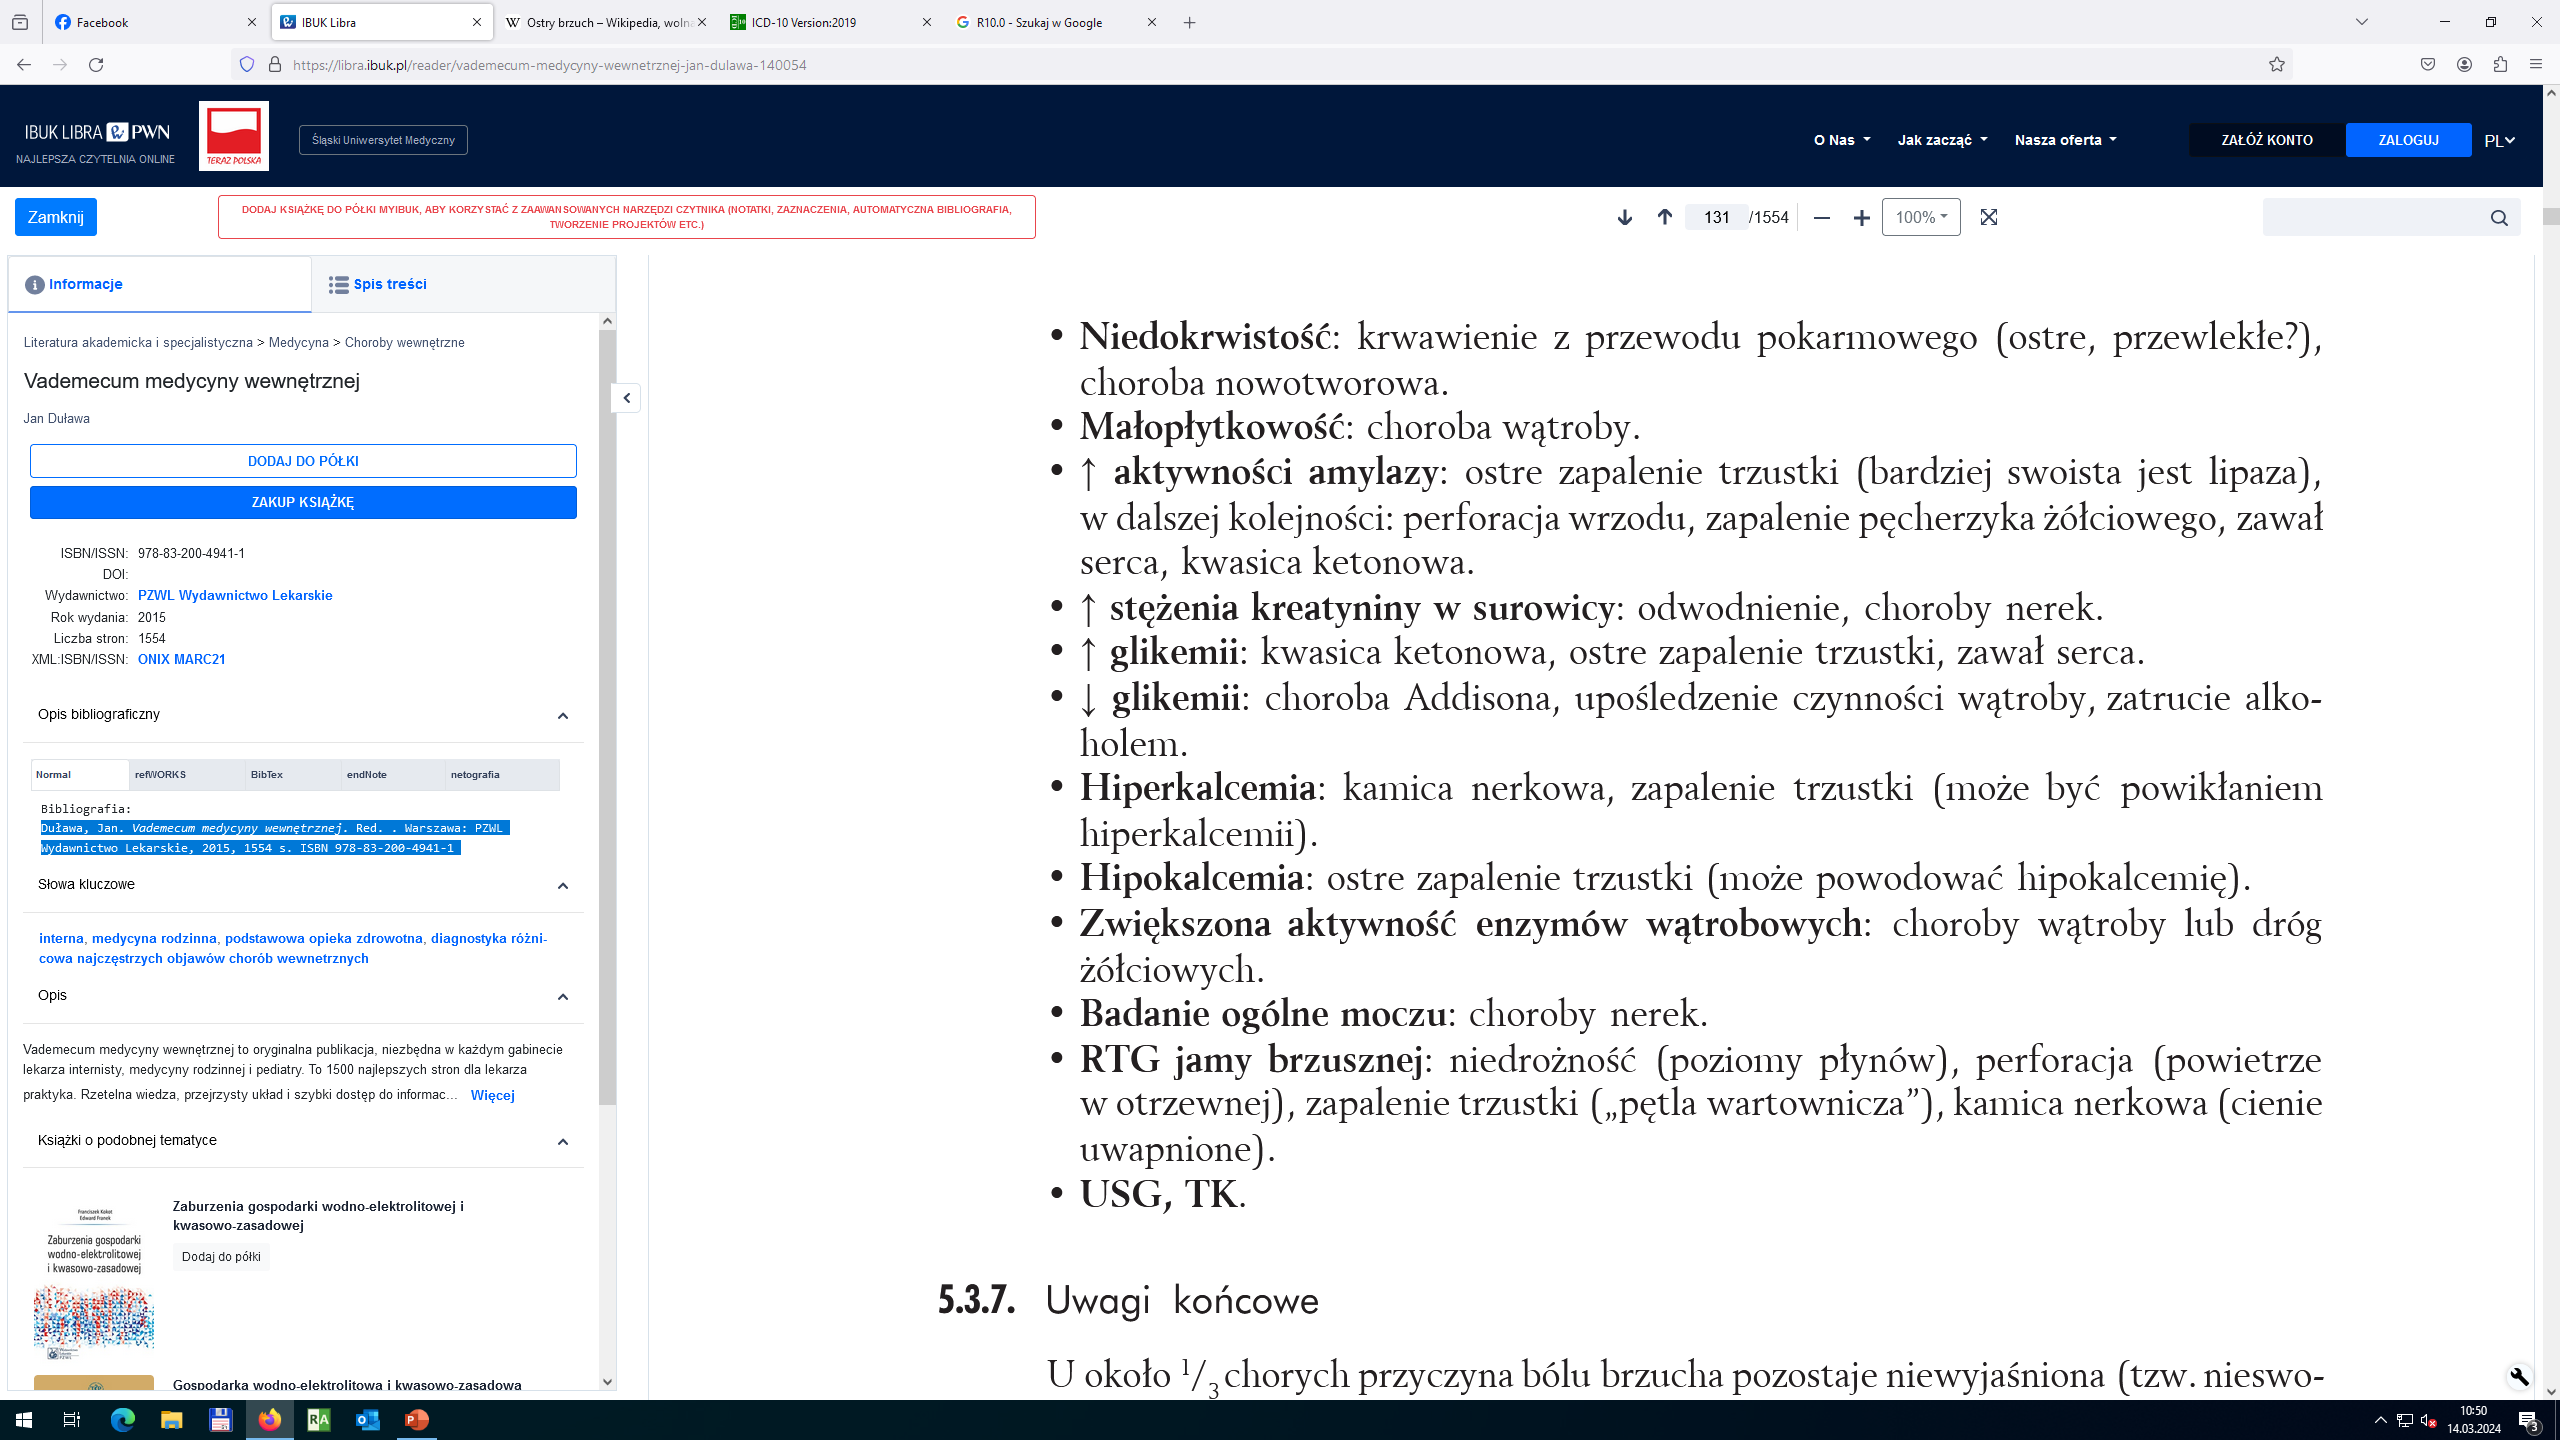 Facebook
IBUK Libra
Ostry brzuch – Wikipedia, woln
ICD-10 Version:2019
R10.0 - Szukaj w Google
https://libra.ibuk.pl/reader/vademecum-medycyny-wewnetrznej-jan-dulawa-140054
IBUK LIBRA PWN
NAJLEPSZA CZYTELNIA ONLINE
TERAZ POLSKA
Śląski Uniwersytet Medyczny
O Nas
Jak zacząć
Nasza oferta
ZAŁÓŻ KONTO
ZALOGUJ
PL
Zamknij
DODAJ KSIĄŻKĘ DO PÓŁKI MYIBUK, ABY KORZYSTAĆ Z ZAAWANSOWANYCH NARZĘDZI CZYTNIKA (NOTATKI, ZAZNACZENIA, AUTOMATYCZNA BIBLIOGRAFIA,
TWORZENIE PROJEKTÓW ETC.)
131 /1554
100%
Informacje
Spis treści
Literatura akademicka i specjalistyczna > Medycyna > Choroby wewnętrzne
Vademecum medycyny wewnętrznej
Jan Duława
DODAJ DO PÓŁKI
ZAKUP KSIĄŻKĘ
ISBN/ISSN: 978-83-200-4941-1
DOI:
Wydawnictwo: PZWL Wydawnictwo Lekarskie
Rok wydania: 2015
Liczba stron: 1554
XML:ISBN/ISSN: ONIX MARC21
Opis bibliograficzny
Normal refWORKS BibTex endNote netografia
Bibliografia:
Duława, Jan. Vademecum medycyny wewnętrznej. Red. . Warszawa: PZWL
Wydawnictwo Lekarskie, 2015, 1554 s. ISBN 978-83-200-4941-1
Słowa kluczowe
interna, medycyna rodzinna, podstawowa opieka zdrowotna, diagnostyka różni-
cowa najczęstrzych objawów chorób wewnetrznych
Opis
Vademecum medycyny wewnętrznej to oryginalna publikacja, niezbędna w każdym gabinecie
lekarza internisty, medycyny rodzinnej i pediatry. To 1500 najlepszych stron dla lekarza
praktyka. Rzetelna wiedza, przejrzysty układ i szybki dostęp do informac... Więcej
Książki o podobnej tematyce
Franciszek Kokot
Edward Franek
Zaburzenia gospodarki
wodno-elektrolitowej
i kwasowo-zasadowej
Zaburzenia gospodarki wodno-elektrolitowej i
kwasowo-zasadowej
Dodaj do półki
Gospodarka wodno-elektrolitowa i kwasowo-zasadowa
• Niedokrwistość: krwawienie z przewodu pokarmowego (ostre, przewlekłe?),
choroba nowotworowa.
• Małopłytkowość: choroba wątroby.
• ↑ aktywności amylazy: ostre zapalenie trzustki (bardziej swoista jest lipaza),
w dalszej kolejności: perforacja wrzodu, zapalenie pęcherzyka żółciowego, zawał
serca, kwasica ketonowa.
• ↑ stężenia kreatyniny w surowicy: odwodnienie, choroby nerek.
• ↑ glikemii: kwasica ketonowa, ostre zapalenie trzustki, zawał serca.
• ↓ glikemii: choroba Addisona, upośledzenie czynności wątroby, zatrucie alko-
holem.
• Hiperkalcemia: kamica nerkowa, zapalenie trzustki (może być powikłaniem
hiperkalcemii).
• Hipokalcemia: ostre zapalenie trzustki (może powodować hipokalcemię).
• Zwiększona aktywność enzymów wątrobowych: choroby wątroby lub dróg
żółciowych.
• Badanie ogólne moczu: choroby nerek.
• RTG jamy brzusznej: niedrożność (poziomy płynów), perforacja (powietrze
w otrzewnej), zapalenie trzustki („pętla wartownicza”), kamica nerkowa (cienie
uwapnione).
• USG, TK.
5.3.7. Uwagi końcowe
U około 1/3 chorych przyczyna bólu brzucha pozostaje niewyjaśniona (tzw. nieswo-
10:50
14.03.2024
3